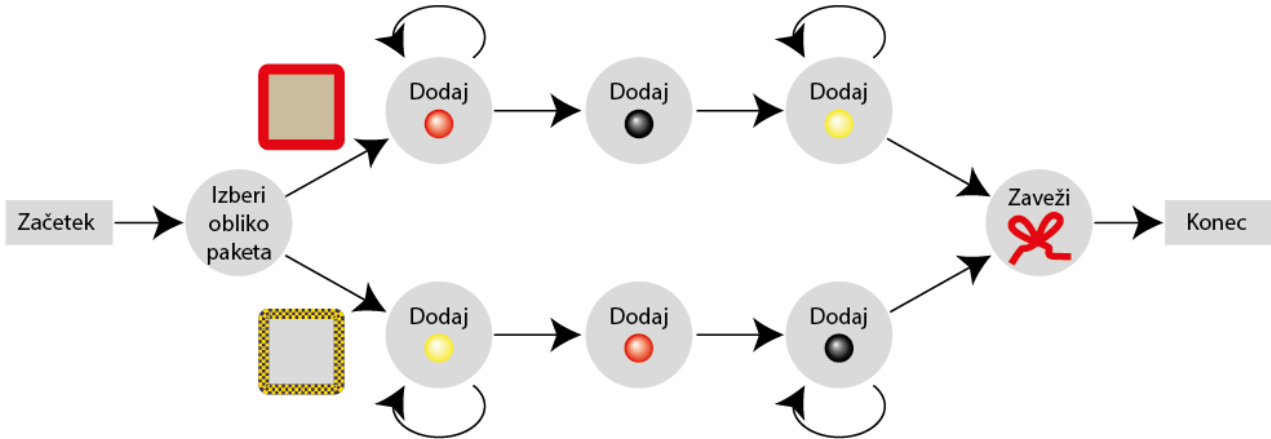 Dodaj
Dodaj
Dodaj
Začetek
Izberi
obliko
paketa
Zaveži
Konec
Dodaj
Dodaj
Dodaj